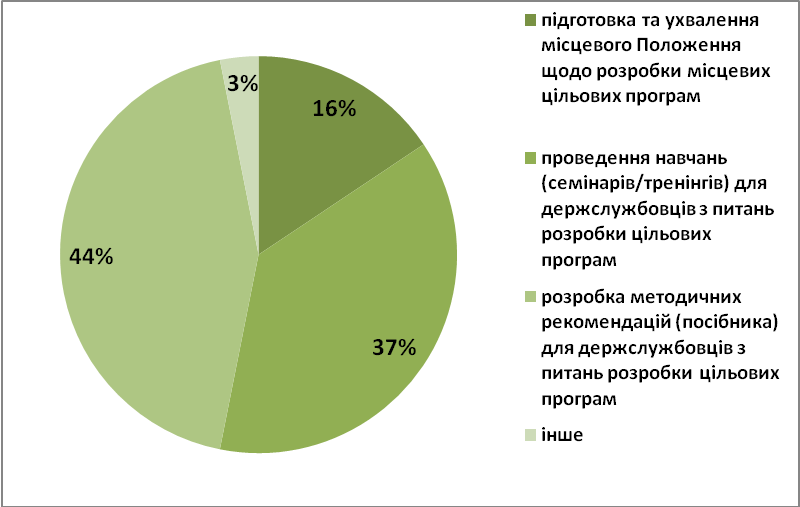 підготовка та ухвалення
місцевого Положення
щодо розробки місцевих
цільових програм
проведення навчань
(семінарів/тренінгів) для
держслужбовців з питань
розробки цільових
програм
розробка методичних
рекомендацій (посібника)
для держслужбовців з
питань розробки цільових
програм
інше
3%
16%
44%
37%